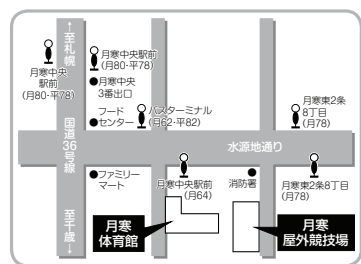 ↑至札幌
国道36号線
至千歳↓
月寒中央
駅前
(月80・平78)
月寒中央駅前
(月80・平78)
月寒中央
3番出口
フード
センター
バスターミナル
(月62・平82)
月寒東2条
8丁目
(月78)
水源地通り
ファミリー
マート
月寒中央駅前
(月64)
消防署
月寒東2条8丁目
(月78)
月寒
体育館
月寒
屋外競技場